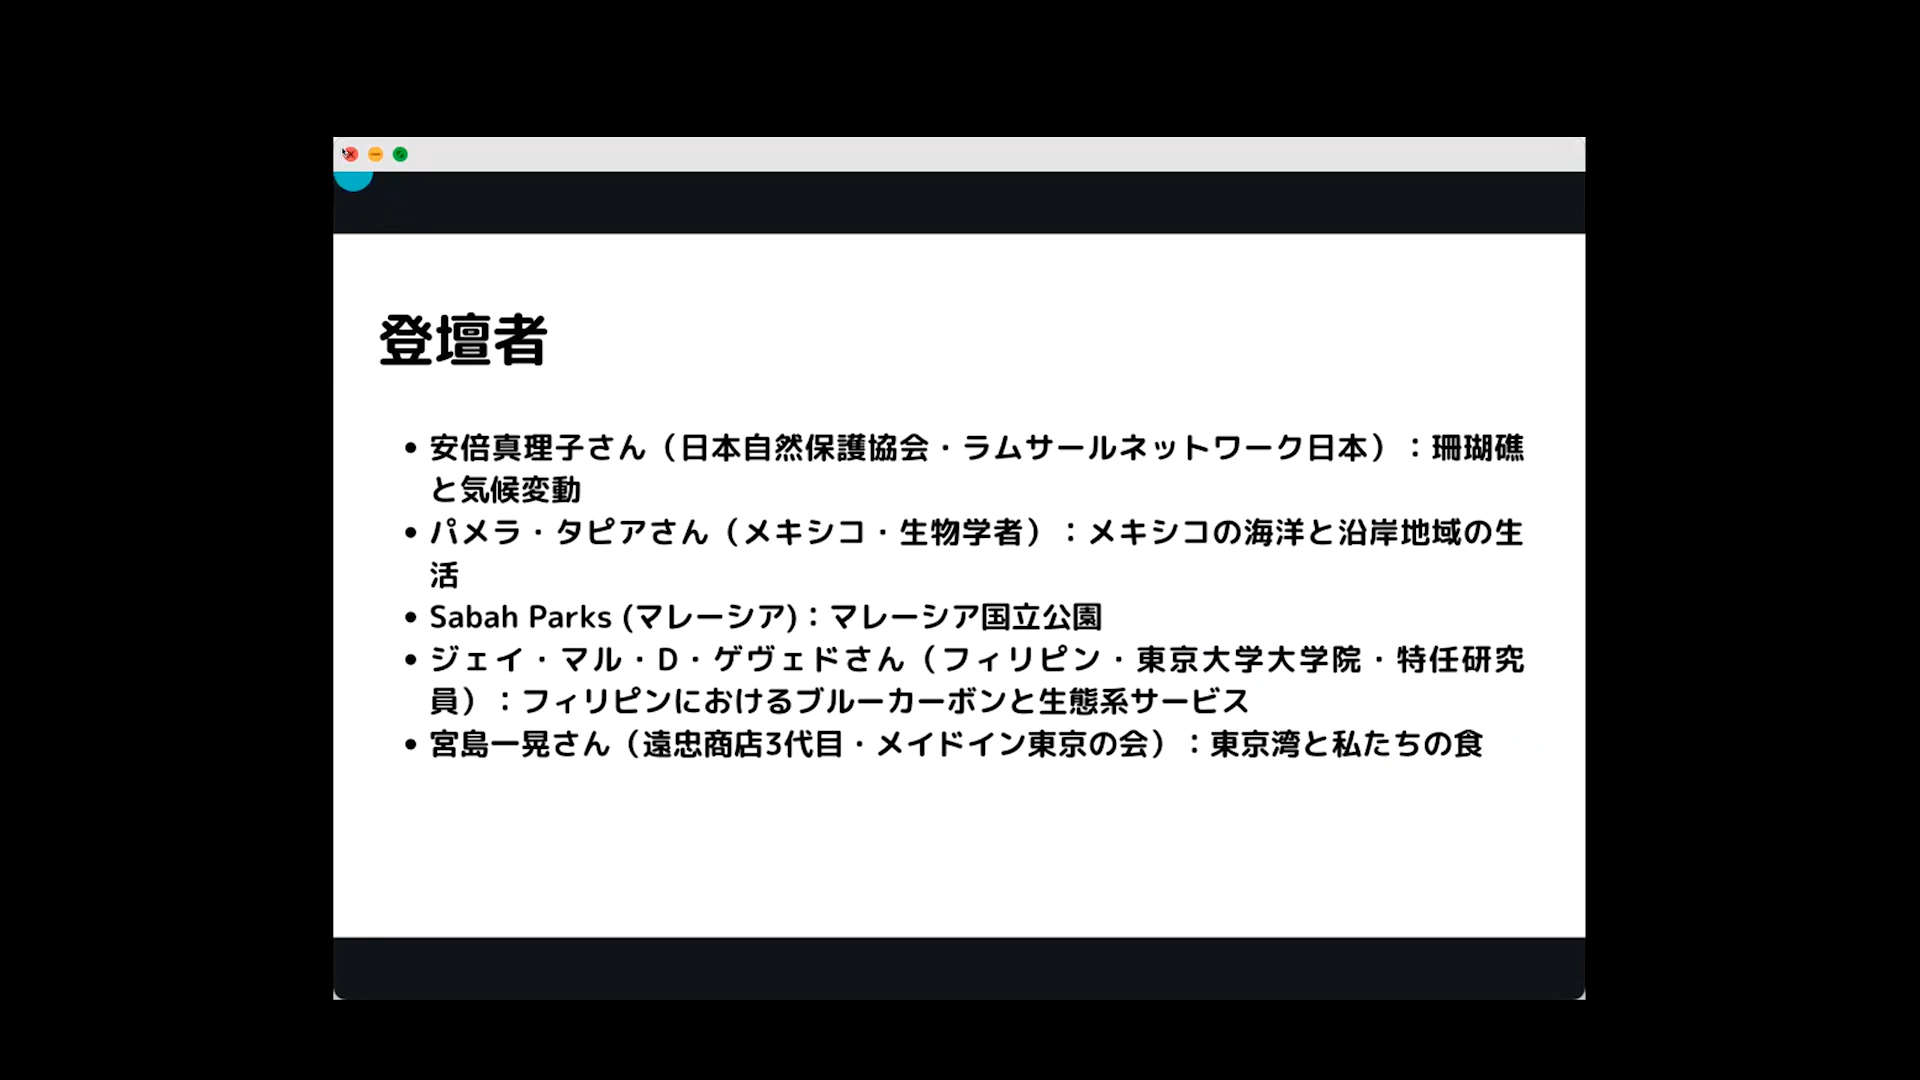 登壇者
• 安倍真理子さん（日本自然保護協会・ラムサールネットワーク日本）：珊瑚礁
と気候変動
• パメラ・タピアさん（メキシコ・生物学者）：メキシコの海洋と沿岸地域の生
活
• Sabah Parks (マレーシア)：マレーシア国立公園
• ジェイ・マル・D・ゲヴェドさん（フィリピン・東京大学大学院・特任研究
員）：フィリピンにおけるブルーカーボンと生態系サービス
• 宮島一晃さん（遠忠商店3代目・メイドイン東京の会）：東京湾と私たちの食